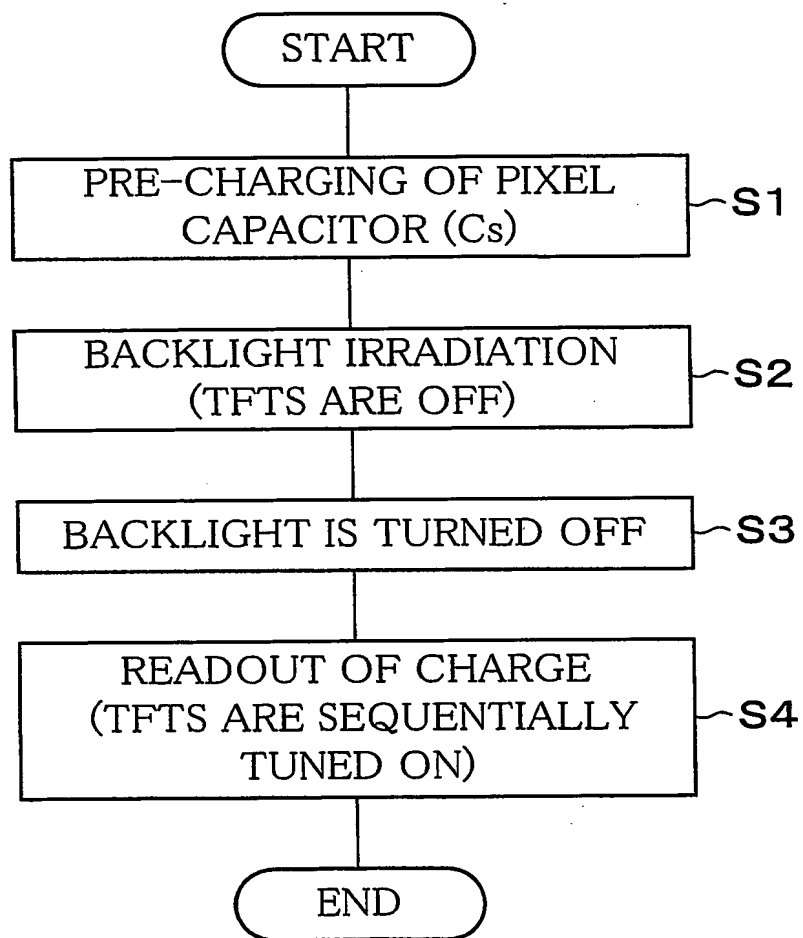 START
PRE-CHARGING OF PIXEL
CAPACITOR (Cs)
S1
BACKLIGHT IRRADIATION
(TFTS ARE OFF)
S2
BACKLIGHT IS TURNED OFF
S3
READOUT OF CHARGE
(TFTS ARE SEQUENTIALLY
TUNED ON)
S4
END